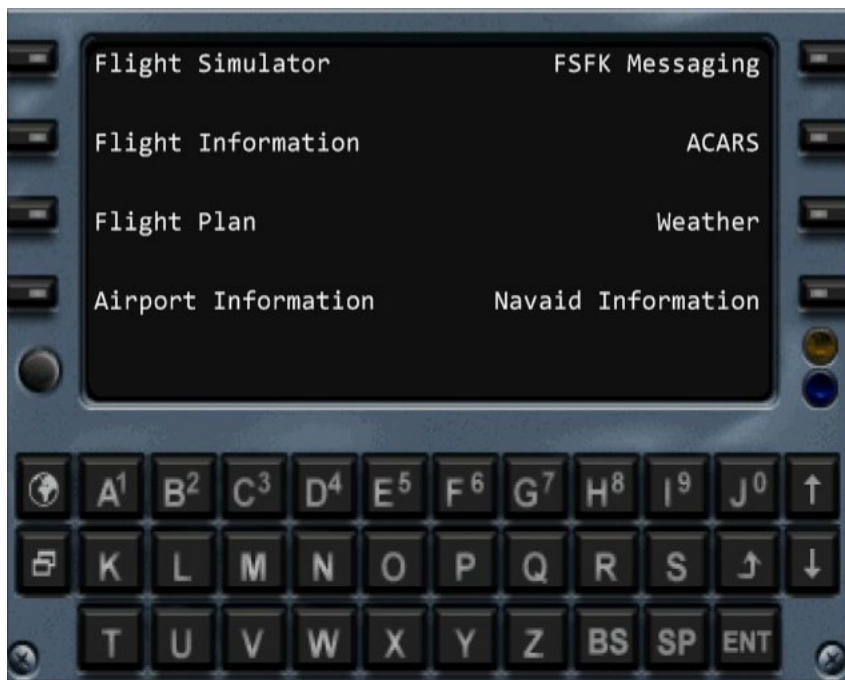 Flight Simulator FSFK Messaging
Flight Information ACARS
Flight Plan Weather
Airport Information Navaid Information
A1 B2 C3 D4 E5 F6 G7 H8 I9 J0 ↑
K L M N O P Q R S ↓
T U V W X Y Z BS SP ENT